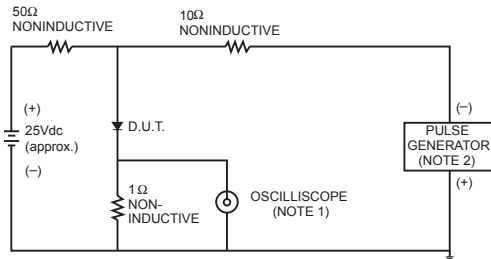 50Ω
NONINDUCTIVE
10Ω
NONINDUCTIVE
(+)
25Vdc
(approx.)
(–)
D.U.T.
1Ω
NON-
INDUCTIVE
OSCILLISCOPE
(NOTE 1)
(–)
PULSE
GENERATOR
(NOTE 2)
(+)